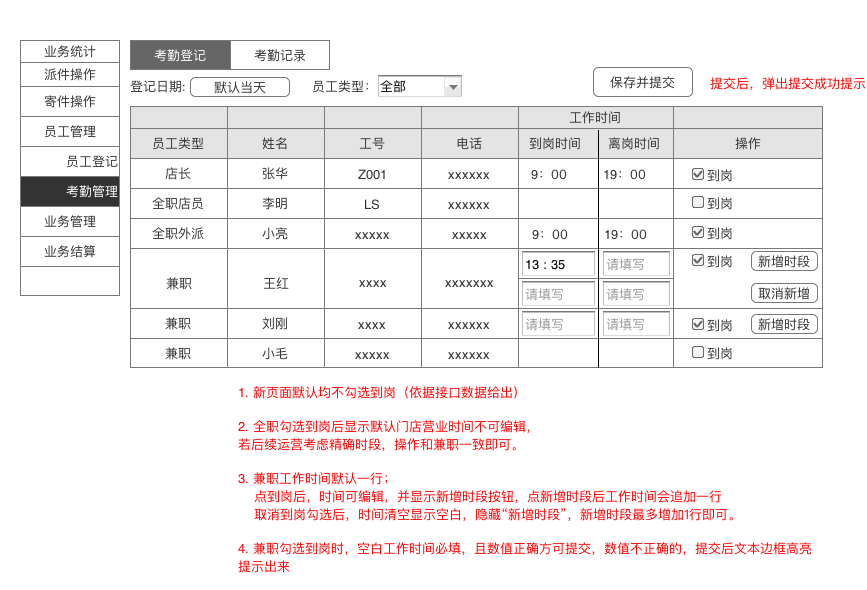 业务统计
派件操作
寄件操作
员工管理
员工登记
考勤管理
业务管理
业务结算
考勤登记 考勤记录
登记日期: 默认当天 员工类型: 全部 保存并提交 提交后，弹出提交成功提示
工作时间
员工类型 姓名 工号 电话 到岗时间 离岗时间 操作
店长 张华 Z001 xxxxxx 9：00 19：00 到岗
全职店员 李明 LS xxxxxx 到岗
全职外派 小亮 xxxxx xxxxx 9：00 19：00 到岗
兼职 王红 xxxx xxxxxxx 13 : 35 请填写 到岗 新增时段
请填写 请填写 取消新增
兼职 刘刚 xxxx xxxxxx 请填写 请填写 到岗 新增时段
兼职 小毛 xxxxx xxxxxx 到岗
1. 新页面默认均不勾选到岗（依据接口数据给出）
2. 全职勾选到岗后显示默认门店营业时间不可编辑，
若后续运营考虑精确时段，操作和兼职一致即可。
3. 兼职工作时间默认一行；
点到岗后，时间可编辑，并显示新增时段按钮，点新增时段后工作时间会追加一行
取消到岗勾选后，时间清空显示空白，隐藏“新增时段”，新增时段最多增加1行即可。
4. 兼职勾选到岗时，空白工作时间必填，且数值正确方可提交，数值不正确的，提交后文本边框高亮
提示出来